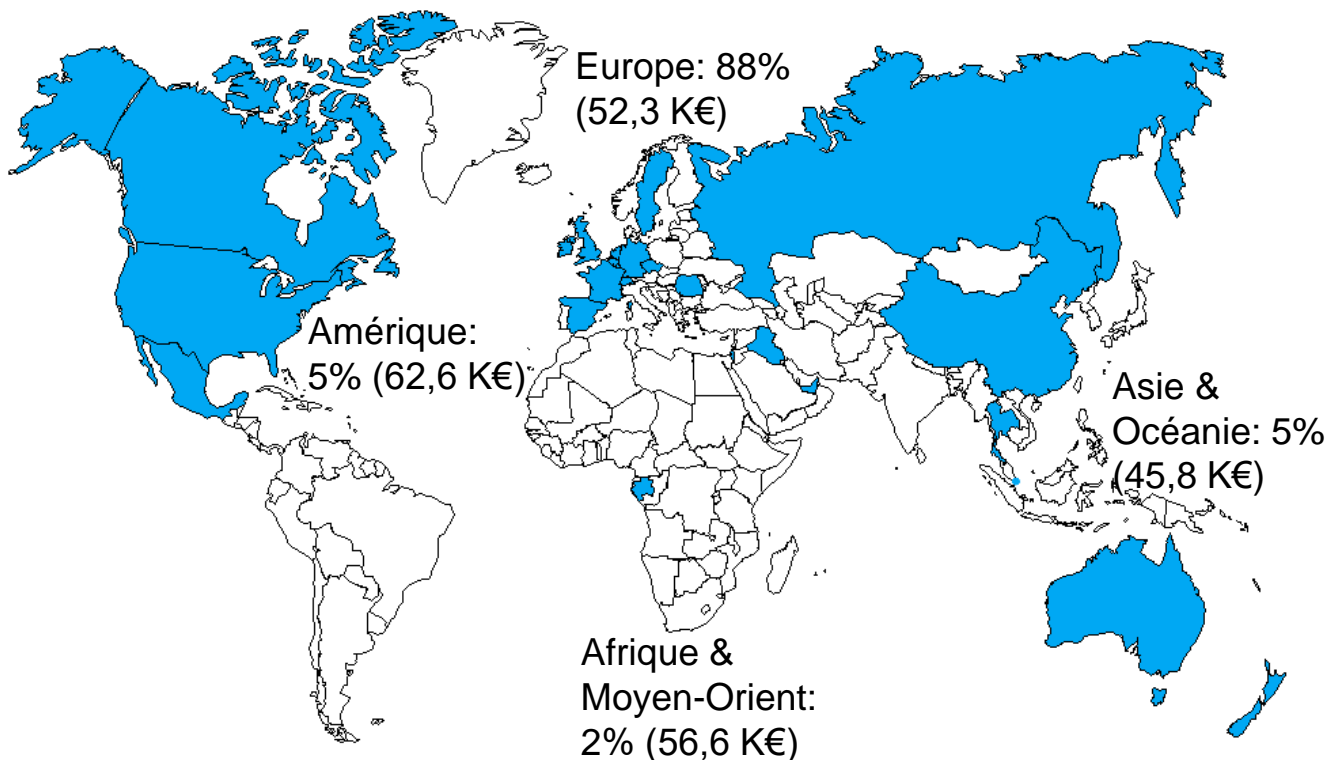 Europe: 88%
(52,3 K€)
Amérique:
5% (62,6 K€)
Asie &
Océanie: 5%
(45,8 K€)
Afrique &
Moyen-Orient:
2% (56,6 K€)